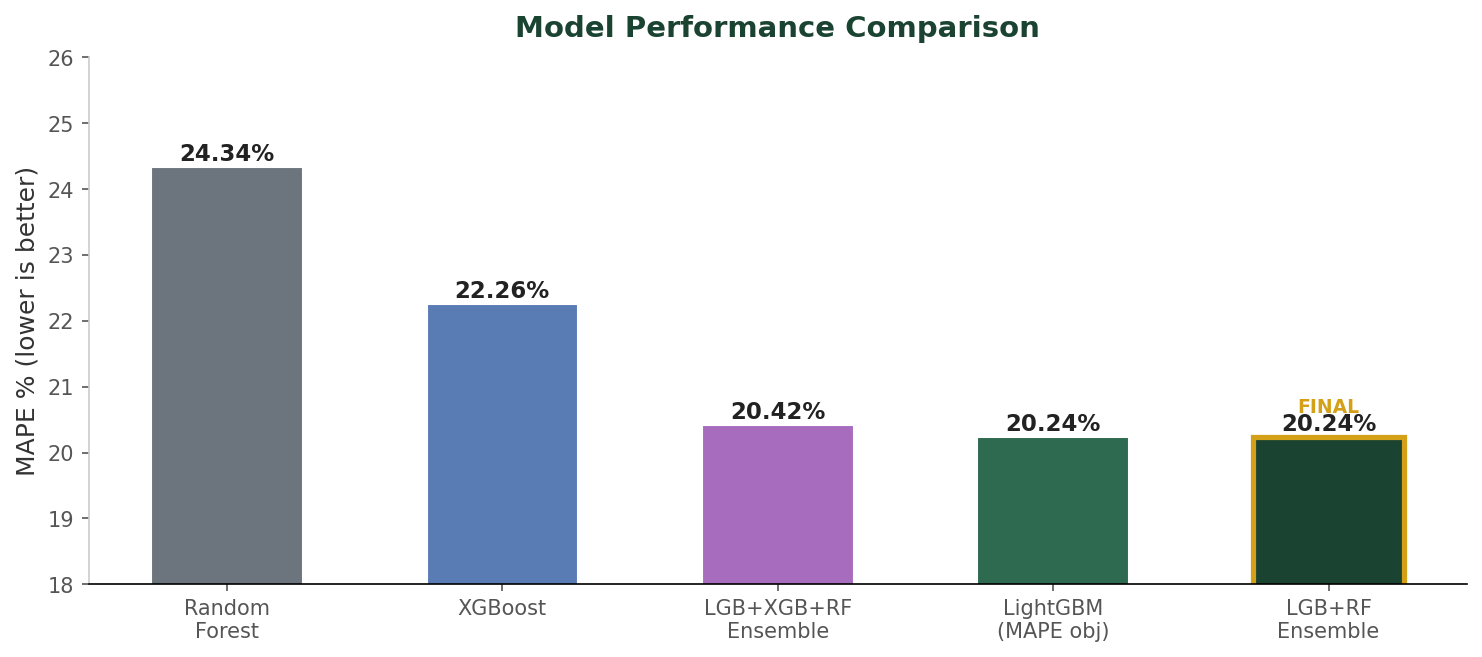 Model Performance Comparison
MAPE % (lower is better)
26
25
24
23
22
21
20
19
18
24.34%
22.26%
20.42%
20.24%
FINAL
20.24%
Random
Forest
XGBoost
LGB+XGB+RF
Ensemble
LightGBM
(MAPE obj)
LGB+RF
Ensemble